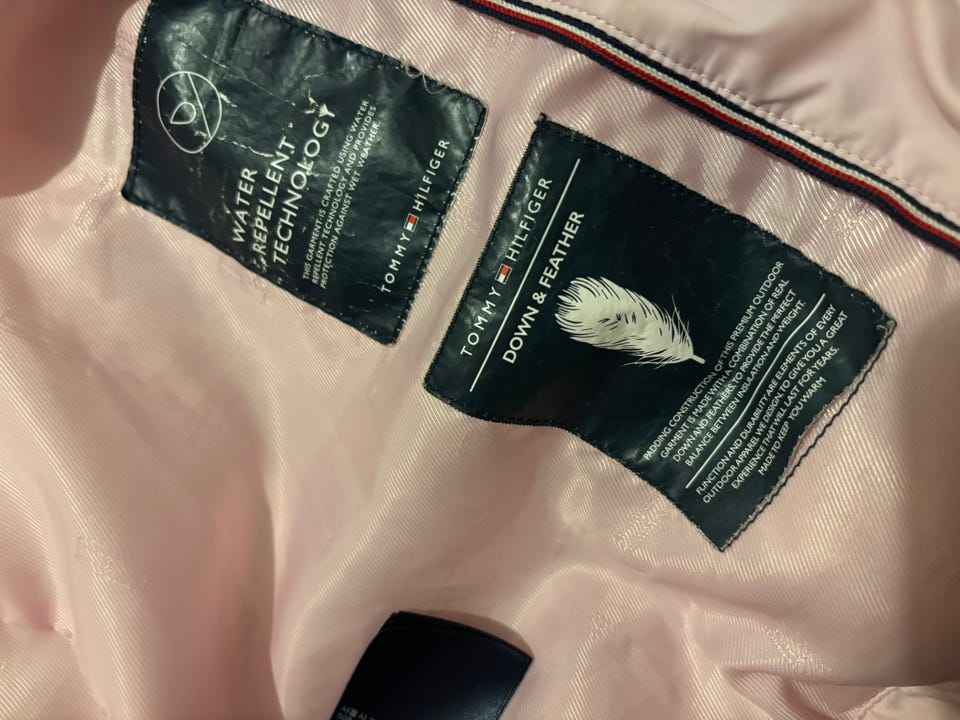 WATER
REPELLENT
TECHNOLOGY
THIS GARMENT IS CRAFTED USING WATER
REPELLENT TECHNOLOGY AND PROVIDES
PROTECTION AGAINST WET WEATHER.
TOMMY HILFIGER
TOMMY HILFIGER
DOWN & FEATHER
PADDING CONSTRUCTION OF THIS PREMIUM OUTDOOR
GARMENT IS MADE WITH A COMBINATION OF REAL
DOWN AND FEATHERS, TO PROVIDE THE PERFECT
BALANCE BETWEEN INSULATION AND WEIGHT.
FUNCTION AND DURABILITY ARE ELEMENTS OF EVERY
OUTDOOR APPAREL WE DESIGN, TO GIVE YOU A GREAT
EXPERIENCE THAT WILL LAST FOR YEARS.
MADE TO KEEP YOU WARM